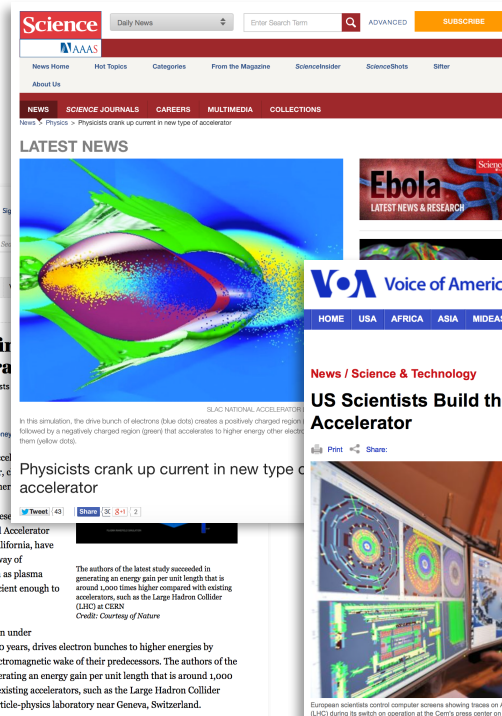 Science
AAAS
Daily News
Enter Search Term
ADVANCED
SUBSCRIBE
News Home
Hot Topics
Categories
From the Magazine
ScienceInsider
ScienceShots
Sifter
About Us
NEWS
SCIENCE JOURNALS
CAREERS
MULTIMEDIA
COLLECTIONS
News > Physics > Physicists crank up current in new type of accelerator
LATEST NEWS
Ebola
LATEST NEWS & RESEARCH
SLAC NATIONAL ACCELERATOR
In this simulation, the drive bunch of electrons (blue dots) creates a positively charged region
followed by a negatively charged region (green) that accelerates to higher energy other
them (yellow dots).
Physicists crank up current in new type
accelerator
Tweet 43
Share
g+1 2
VOA Voice of Americ
HOME
USA
AFRICA
ASIA
MIDEAS
News / Science & Technology
US Scientists Build th
Accelerator
Print
Share:
European scientists control computer screens showing traces on
(LHC) during its switch on operation at the Cern's press center on
Accelerator
lifornia, have
way of
as plasma
cient enough to
The authors of the latest study succeeded in
generating an energy gain per unit length that is
around 1,000 times higher compared with existing
accelerators, such as the Large Hadron Collider
(LHC) at CERN
Credit: Courtesy of Nature
n under
0 years, drives electron bunches to higher energies by
ctromagnetic wake of their predecessors. The authors of the
erating an energy gain per unit length that is around 1,000
existing accelerators, such as the Large Hadron Collider
ticle-physics laboratory near Geneva, Switzerland.